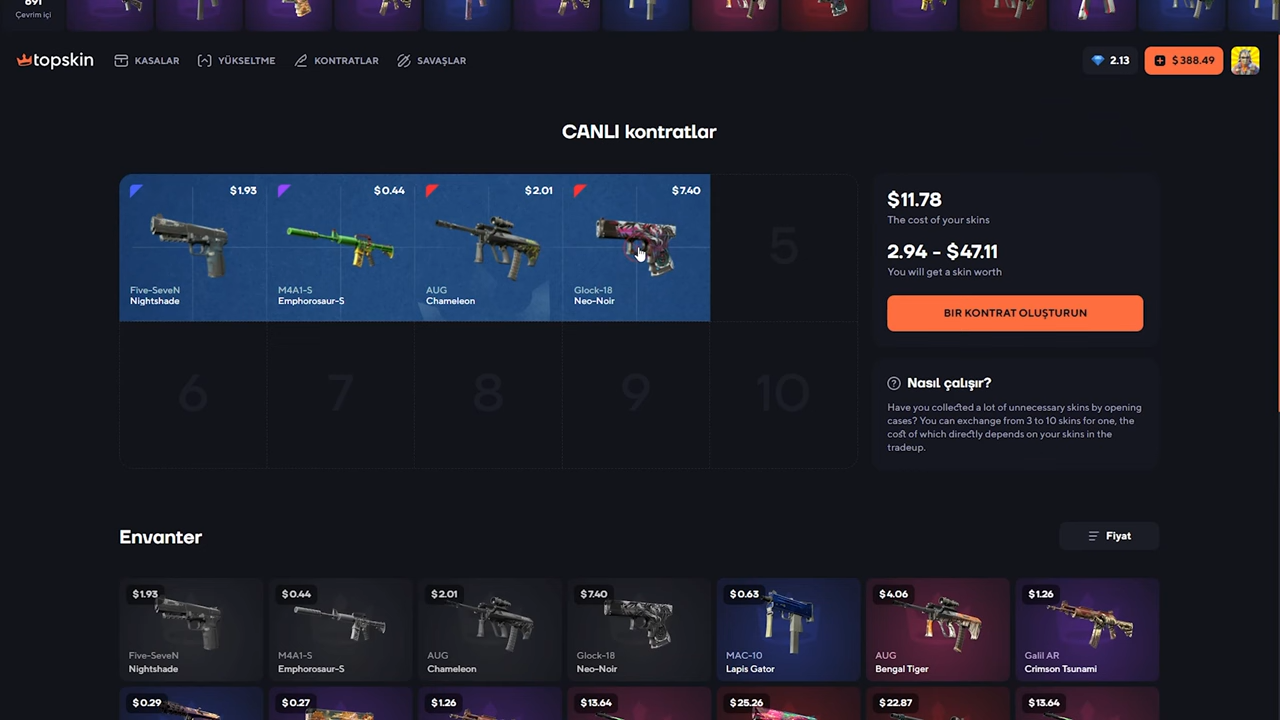 691
Çevrim içi
topskin
KASALAR
YÜKSELTME
KONTRATLAR
SAVAŞLAR
2.13
$ 388.49
CANLI kontratlar
$ 1.93
$ 0.44
$ 2.01
$ 7.40
Five-SeveN
Nightshade
M4A1-S
Emphorosaur-S
AUG
Chameleon
Glock-18
Neo-Noir
5
6
7
8
9
10
$11.78
The cost of your skins
2.94 - $47.11
You will get a skin worth
BIR KONTRAT OLUŞTURUN
Nasıl çalışır?
Have you collected a lot of unnecessary skins by opening
cases? You can exchange from 3 to 10 skins for one, the
cost of which directly depends on your skins in the
tradeup.
Envanter
Fiyat
$ 1.93
$ 0.44
$ 2.01
$ 7.40
$ 0.63
$ 4.06
$ 1.26
Five-SeveN
Nightshade
M4A1-S
Emphorosaur-S
AUG
Chameleon
Glock-18
Neo-Noir
MAC-10
Lapis Gator
AUG
Bengal Tiger
Galil AR
Crimson Tsunami
$ 0.29
$ 0.27
$ 1.26
$ 13.64
$ 25.26
$ 22.87
$ 13.64